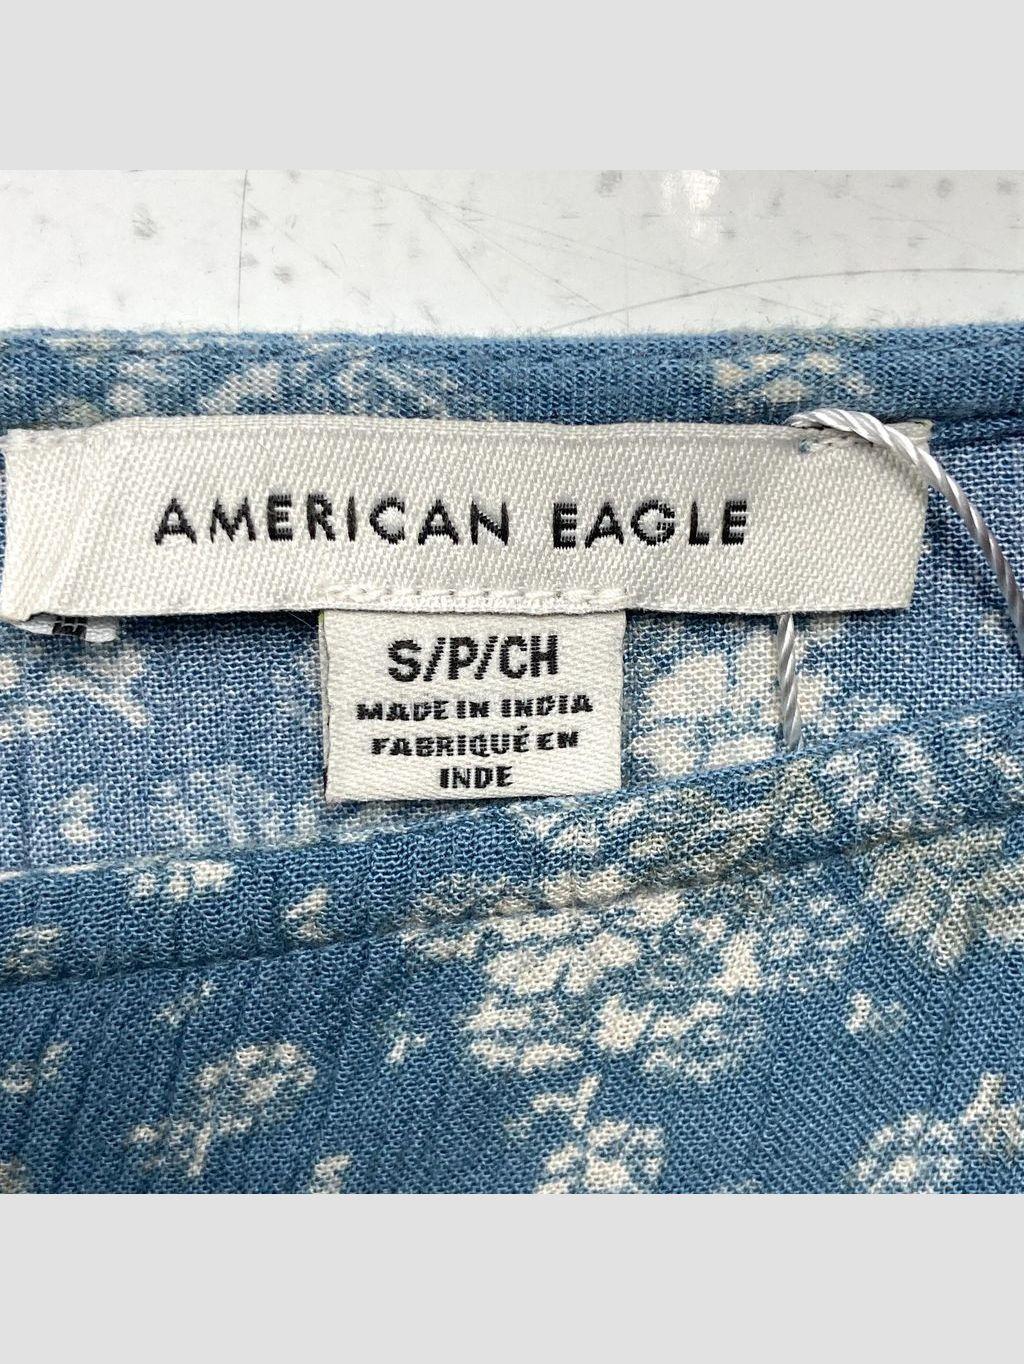 AMERICAN EAGLE
S/P/CH
MADE IN INDIA
FABRIQUÉ EN
INDE